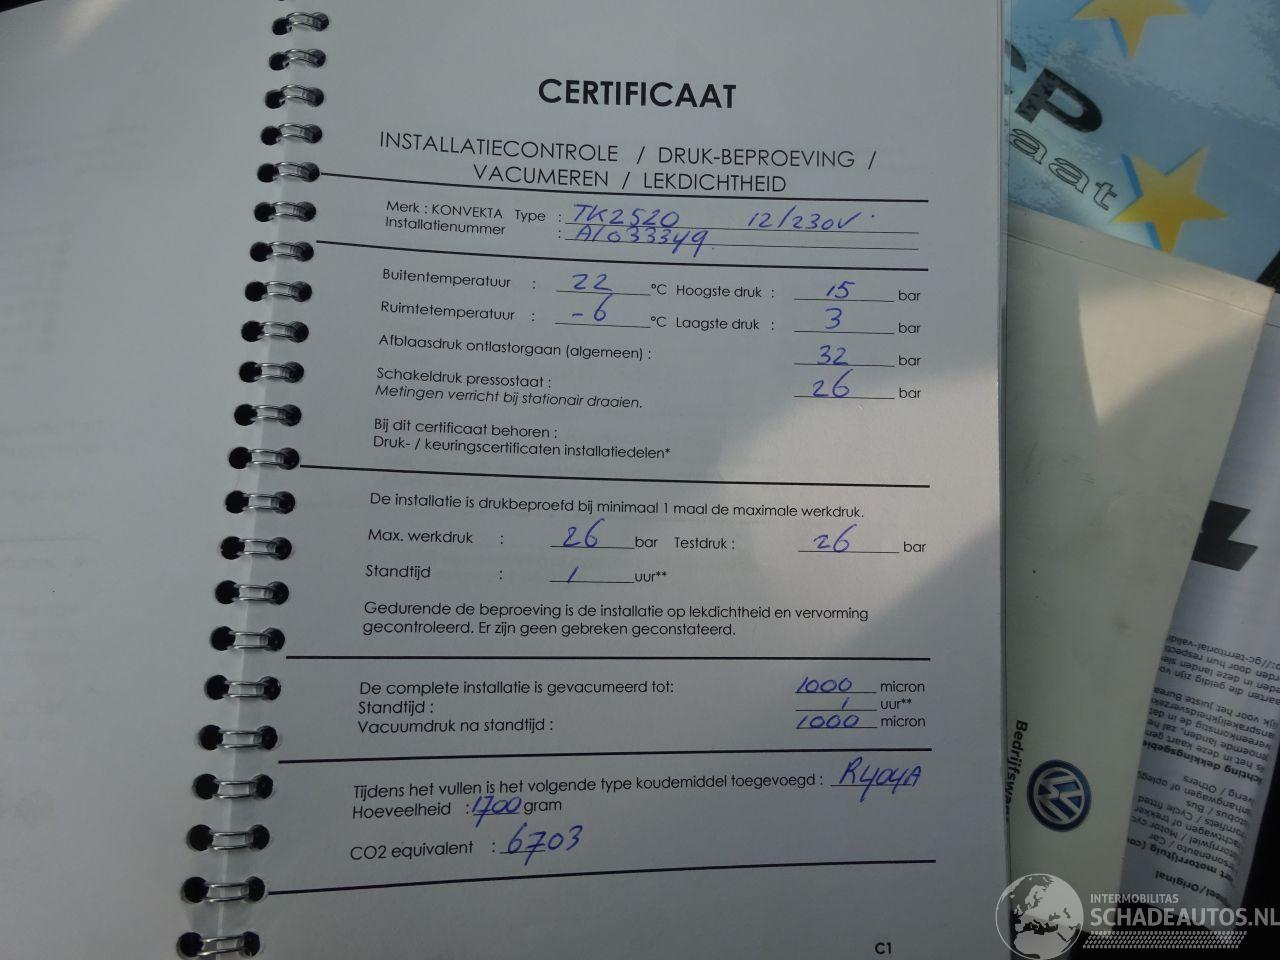 CERTIFICAAT
INSTALLATIECONTROLE / DRUK-BEPROEVING /
VACUMEREN / LEKDICHTHEID
Merk : KONVEKTA Type : TK2520 12/230V
Installatienummer : A1033349
Buitentemperatuur : 22 °C Hoogste druk : 15 bar
Ruimtetemperatuur : -6 °C Laagste druk : 3 bar
Afblaasdruk ontlastorgaan (algemeen) : 32 bar
Schakeldruk pressostaat : 26 bar
Metingen verricht bij stationair draaien.
Bij dit certificaat behoren :
Druk- / keuringscertificaten installatiedelen*
De installatie is drukbeproefd bij minimaal 1 maal de maximale werkdruk.
Max. werkdruk : 26 bar Testdruk : 26 bar
Standtijd : 1 uur**
Gedurende de beproeving is de installatie op lekdichtheid en vervorming
gecontroleerd. Er zijn geen gebreken geconstateerd.
De complete installatie is gevacumeerd tot: 1000 micron
Standtijd : 1 uur**
Vacuumdruk na standtijd : 1000 micron
Tijdens het vullen is het volgende type koudemiddel toegevoegd : R404A
Hoeveelheid : 1700 gram
CO2 equivalent : 6703
C1
INTERMOBILITAS
SCHADEAUTOS.NL